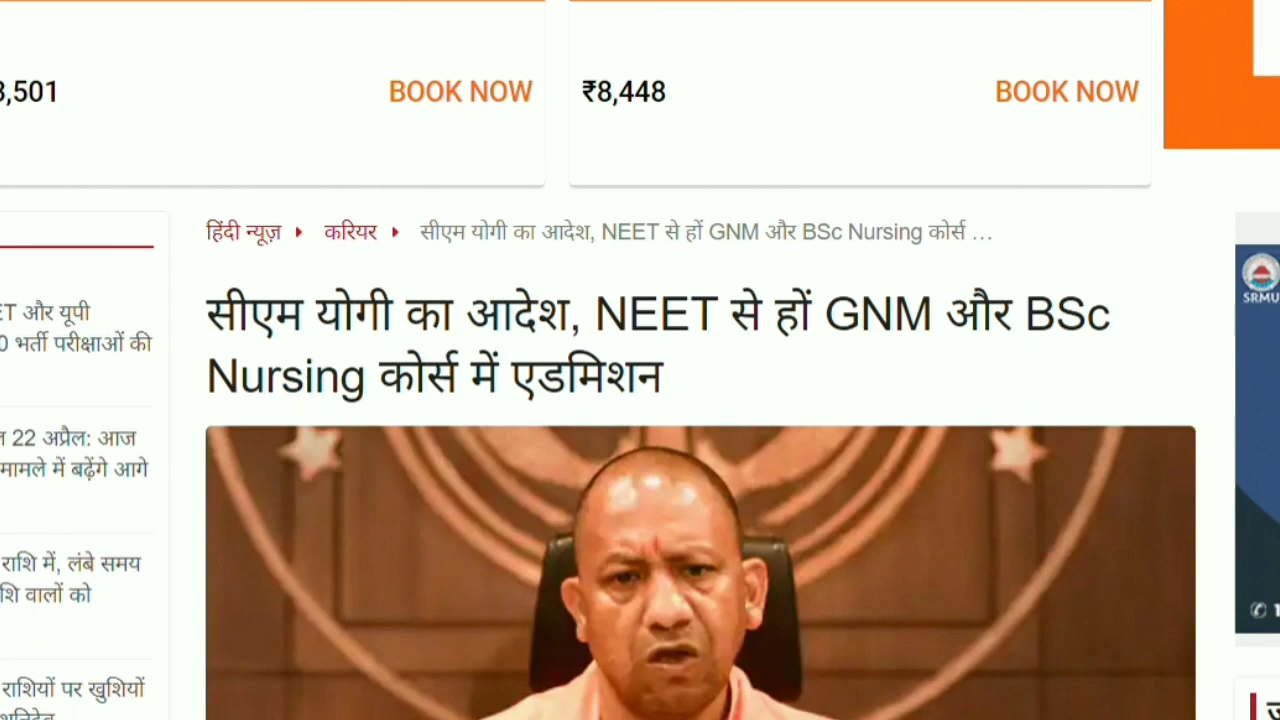 3,501
BOOK NOW
₹8,448
BOOK NOW
हिंदी न्यूज़
करियर
सीएम योगी का आदेश, NEET से हों GNM और BSc Nursing कोर्स ...
सीएम योगी का आदेश, NEET से हों GNM और BSc
Nursing कोर्स में एडमिशन
और यूपी
भर्ती परीक्षाओं की
22 अप्रैल: आज
मामले में बढ़ेंगे आगे
राशि में, लंबे समय
वालों को
राशियों पर खुशियों
SRMU